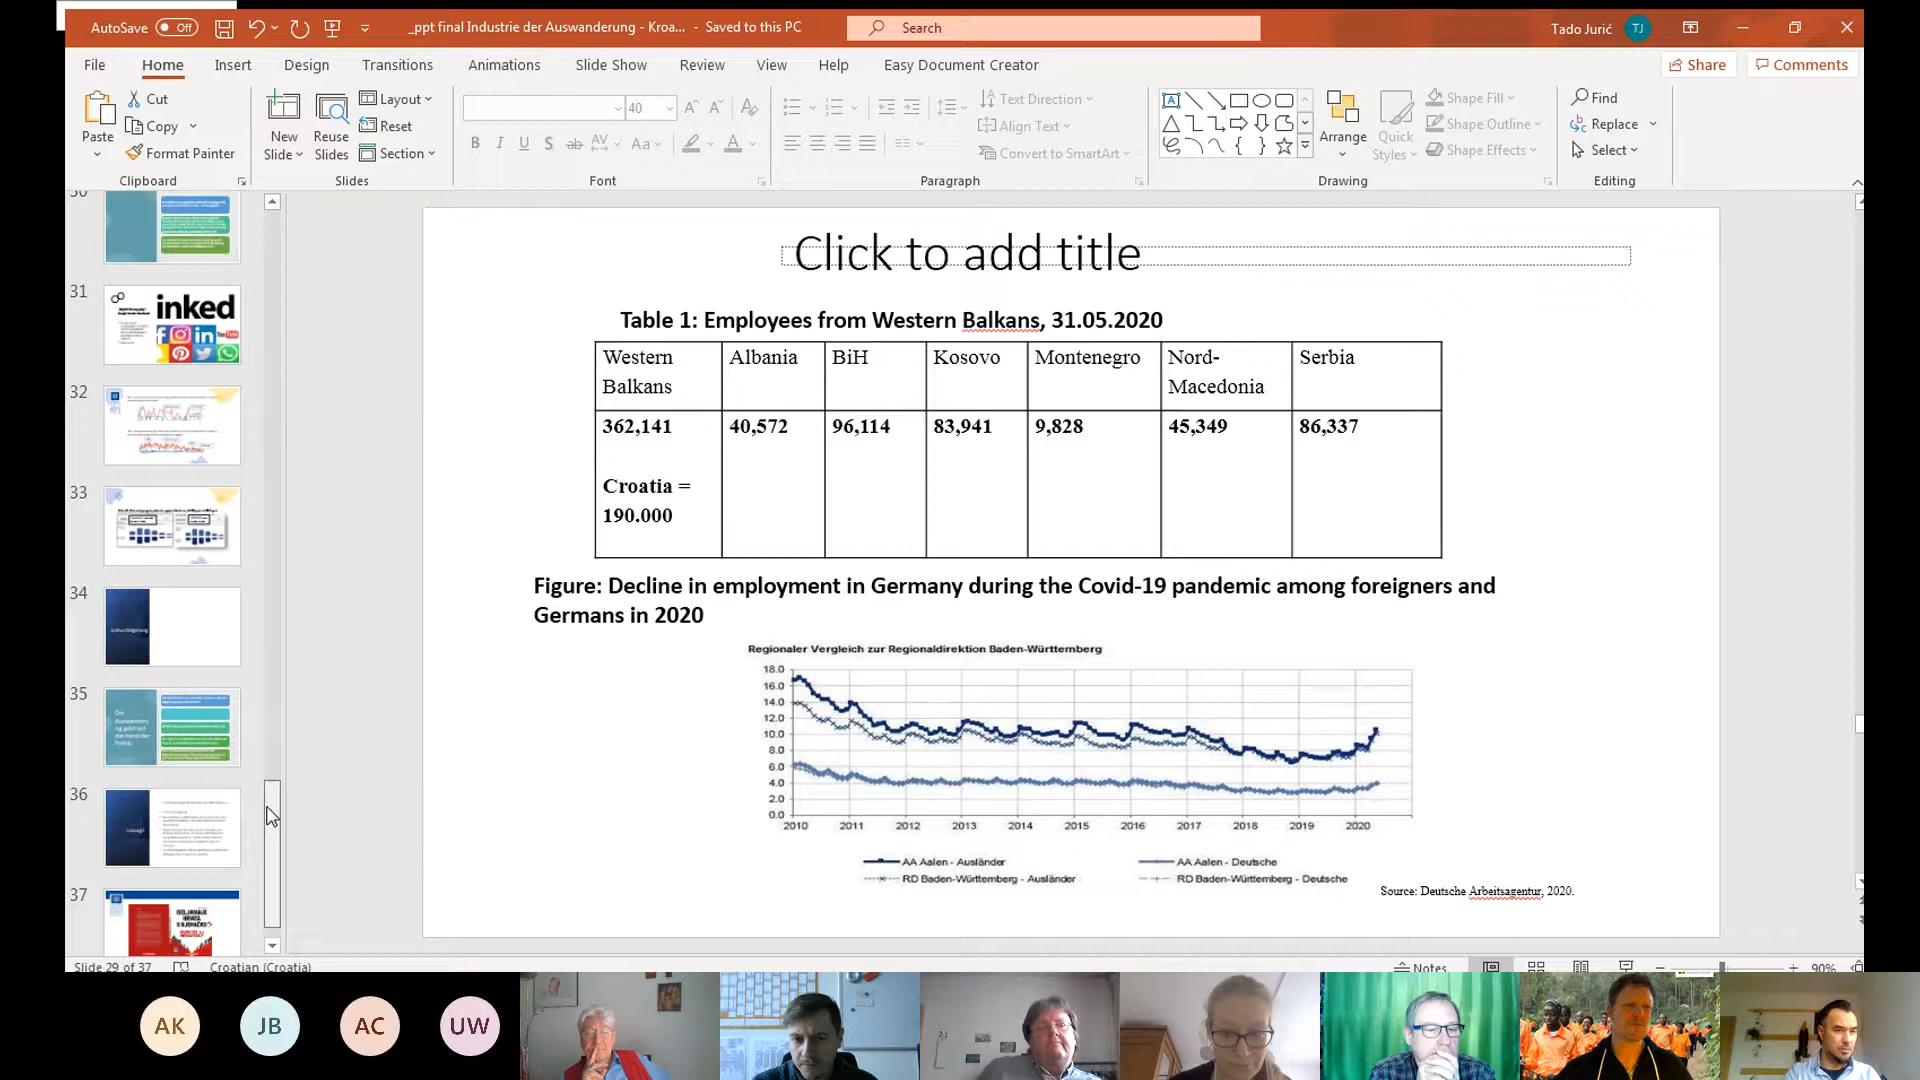 AutoSave Off _ppt final Industrie der Auswanderung - Kroa... - Saved to this PC Search Tado Jurić TJ
File Home Insert Design Transitions Animations Slide Show Review View Help Easy Document Creator Share Comments
Cut
Copy
Format Painter
Paste
Clipboard
New Slide
Reuse Slides
Layout
Reset
Section
Slides
40
Font
Text Direction
Align Text
Convert to SmartArt
Paragraph
Arrange
Quick Styles
Shape Fill
Shape Outline
Shape Effects
Drawing
Find
Replace
Select
Editing
31
inked
32
33
34
35
36
37
Click to add title
Table 1: Employees from Western Balkans, 31.05.2020
Western Balkans Albania BiH Kosovo Montenegro Nord-Macedonia Serbia
362,141 40,572 96,114 83,941 9,828 45,349 86,337
Croatia =
190.000
Figure: Decline in employment in Germany during the Covid-19 pandemic among foreigners and
Germans in 2020
Regionaler Vergleich zur Regionaldirektion Baden-Württemberg
18.0
16.0
14.0
12.0
10.0
8.0
6.0
4.0
2.0
0.0
2010 2011 2012 2013 2014 2015 2016 2017 2018 2019 2020
AA Aalen - Ausländer AA Aalen - Deutsche
RD Baden-Württemberg - Ausländer RD Baden-Württemberg - Deutsche
Source: Deutsche Arbeitsagentur, 2020.
Slide 29 of 37 Croatian (Croatia) Notes 90%
AK JB AC UW